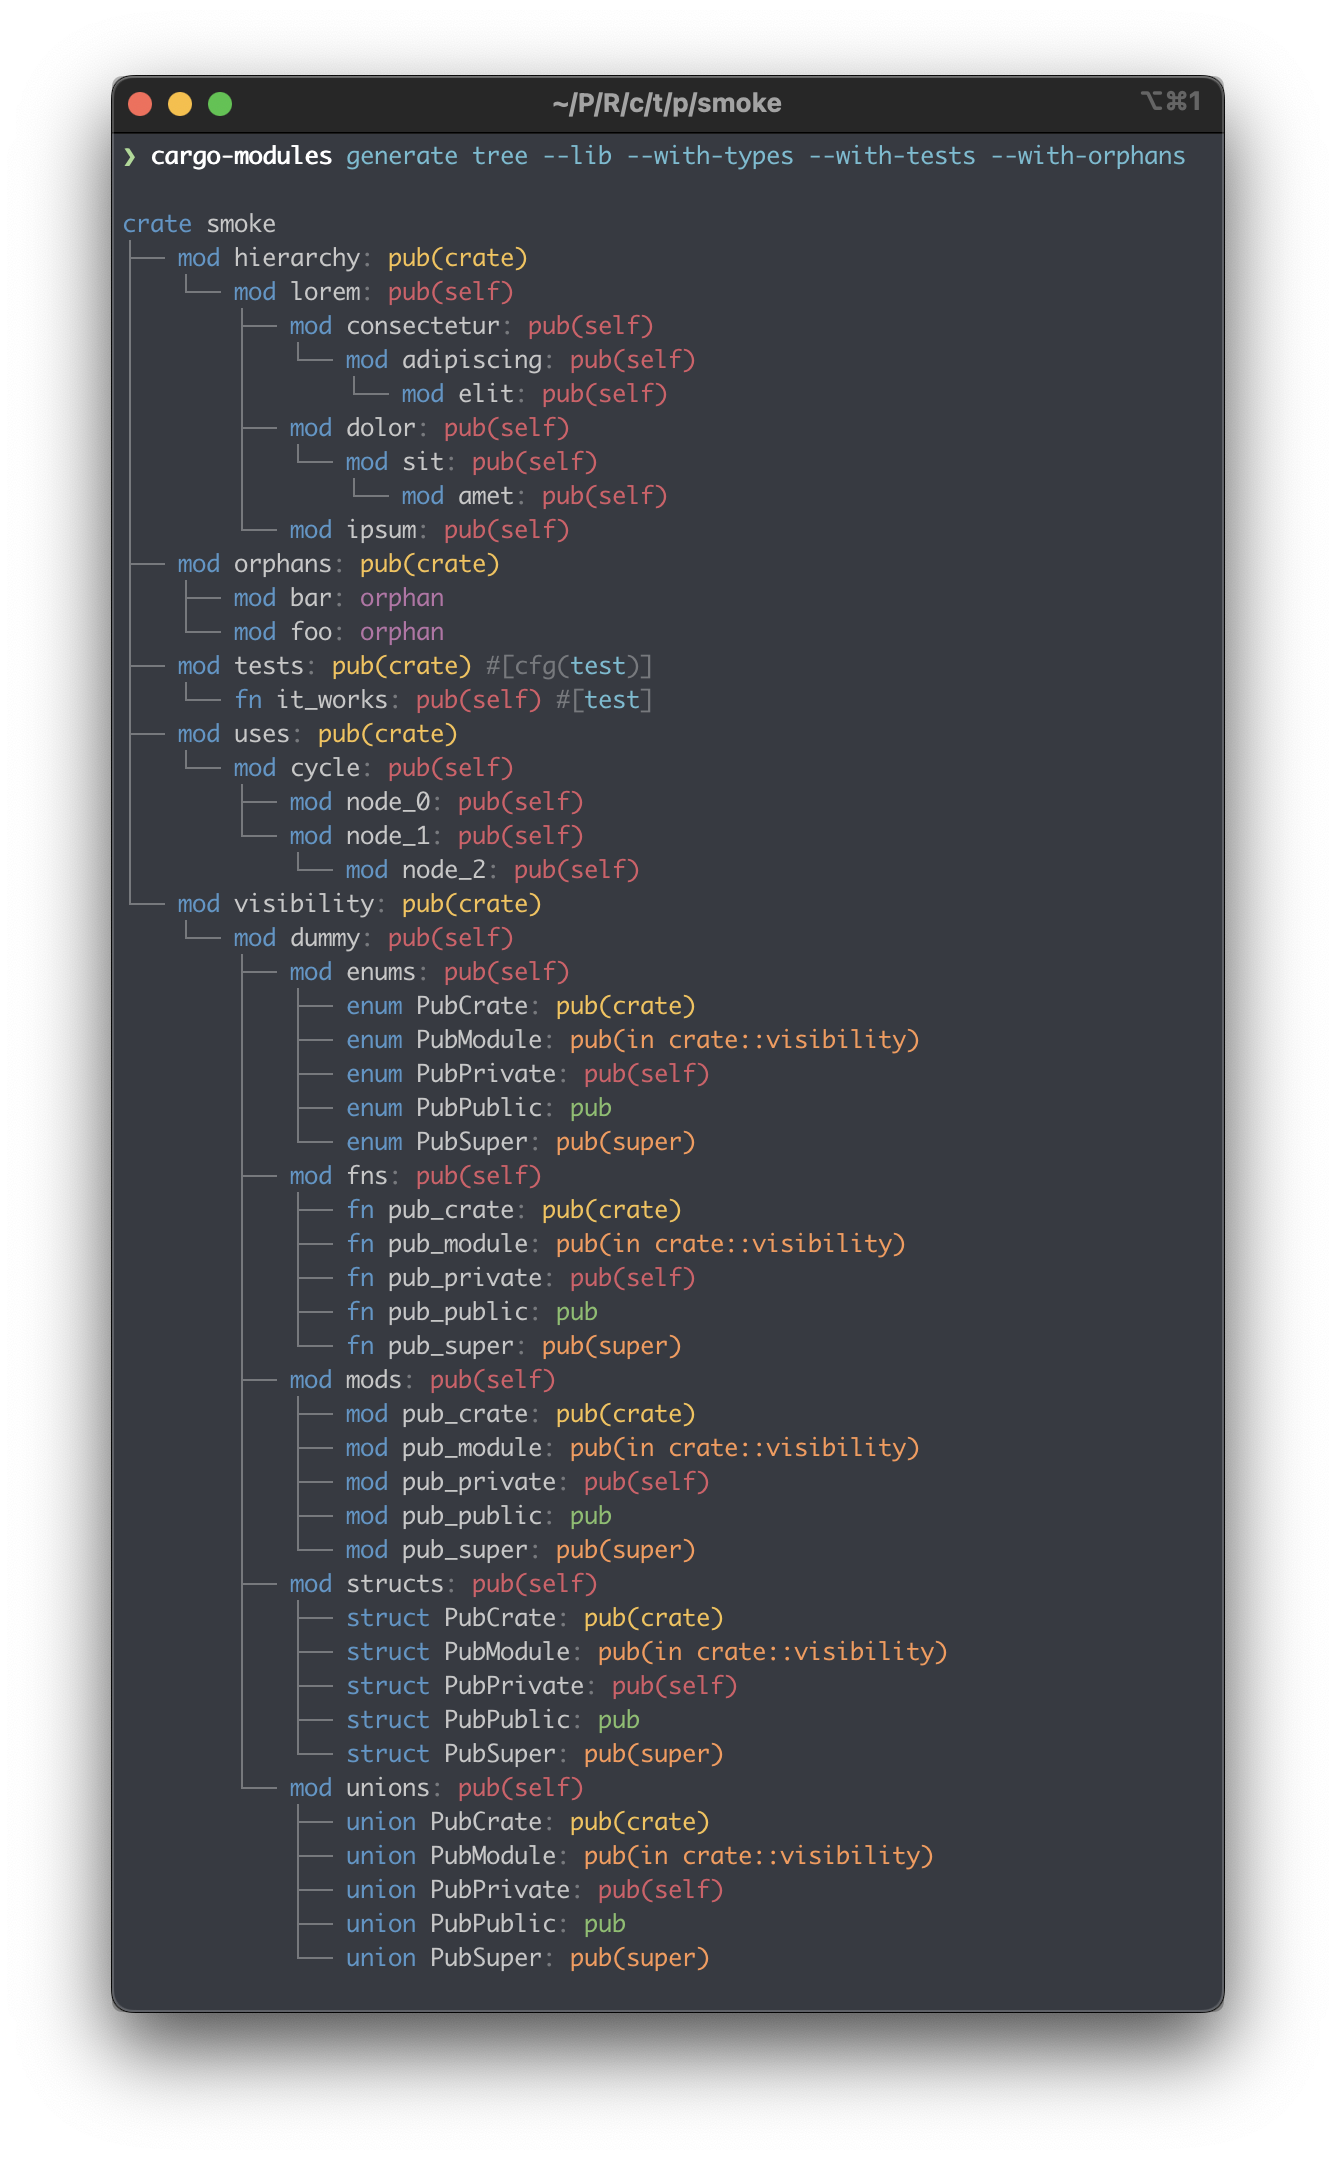 ~/P/R/c/t/p/smoke ⌥⌘1
❯ cargo-modules generate tree --lib --with-types --with-tests --with-orphans
crate smoke
├── mod hierarchy: pub(crate)
│   └── mod lorem: pub(self)
│       ├── mod consectetur: pub(self)
│       │   └── mod adipiscing: pub(self)
│       │       └── mod elit: pub(self)
│       ├── mod dolor: pub(self)
│       │   └── mod sit: pub(self)
│       │       └── mod amet: pub(self)
│       └── mod ipsum: pub(self)
├── mod orphans: pub(crate)
│   ├── mod bar: orphan
│   └── mod foo: orphan
├── mod tests: pub(crate) #[cfg(test)]
│   └── fn it_works: pub(self) #[test]
├── mod uses: pub(crate)
│   └── mod cycle: pub(self)
│       ├── mod node_0: pub(self)
│       └── mod node_1: pub(self)
│           └── mod node_2: pub(self)
└── mod visibility: pub(crate)
    └── mod dummy: pub(self)
        ├── mod enums: pub(self)
        │   ├── enum PubCrate: pub(crate)
        │   ├── enum PubModule: pub(in crate::visibility)
        │   ├── enum PubPrivate: pub(self)
        │   ├── enum PubPublic: pub
        │   └── enum PubSuper: pub(super)
        ├── mod fns: pub(self)
        │   ├── fn pub_crate: pub(crate)
        │   ├── fn pub_module: pub(in crate::visibility)
        │   ├── fn pub_private: pub(self)
        │   ├── fn pub_public: pub
        │   └── fn pub_super: pub(super)
        ├── mod mods: pub(self)
        │   ├── mod pub_crate: pub(crate)
        │   ├── mod pub_module: pub(in crate::visibility)
        │   ├── mod pub_private: pub(self)
        │   ├── mod pub_public: pub
        │   └── mod pub_super: pub(super)
        ├── mod structs: pub(self)
        │   ├── struct PubCrate: pub(crate)
        │   ├── struct PubModule: pub(in crate::visibility)
        │   ├── struct PubPrivate: pub(self)
        │   ├── struct PubPublic: pub
        │   └── struct PubSuper: pub(super)
        └── mod unions: pub(self)
            ├── union PubCrate: pub(crate)
            ├── union PubModule: pub(in crate::visibility)
            ├── union PubPrivate: pub(self)
            ├── union PubPublic: pub
            └── union PubSuper: pub(super)